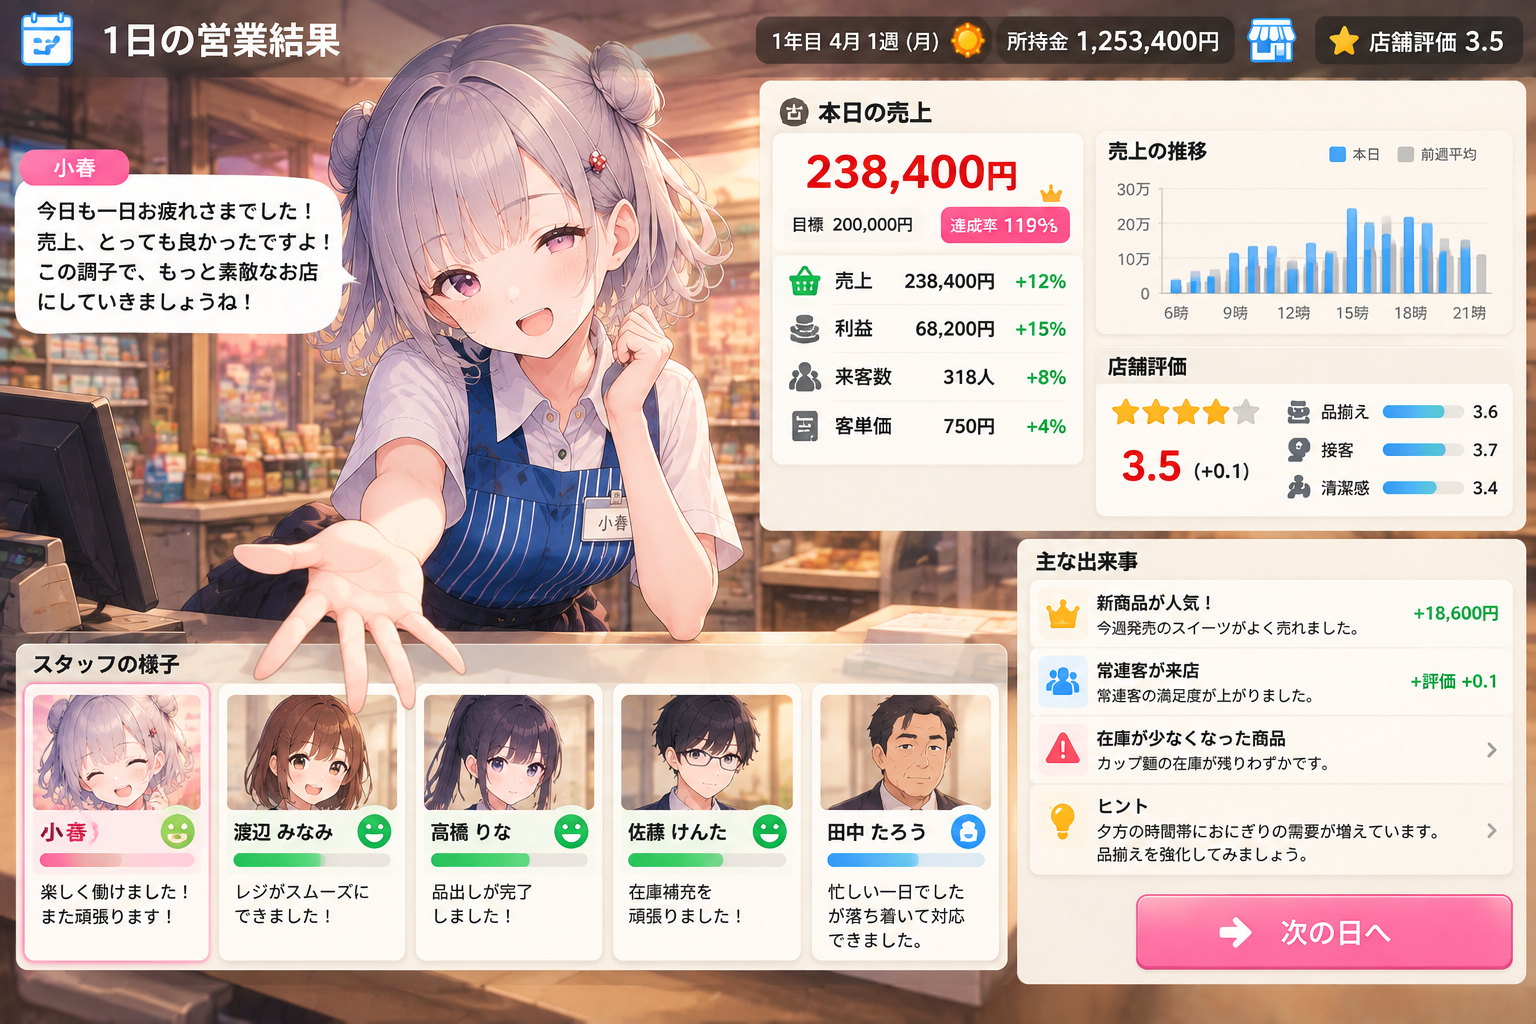 1日の営業結果
1年目 4月 1週 (月)
所持金 1,253,400円
店舗評価 3.5
小春
今日も一日お疲れさまでした！
売上、とっても良かったですよ！
この調子で、もっと素敵なお店
にしていきましょうね！
小春
古 本日の売上
238,400円
目標 200,000円
達成率 119%
売上 238,400円 +12%
利益 68,200円 +15%
来客数 318人 +8%
客単価 750円 +4%
売上の推移
本日 前週平均
30万
20万
10万
0
6時 9時 12時 15時 18時 21時
店舗評価
3.5 (+0.1)
品揃え 3.6
接客 3.7
清潔感 3.4
スタッフの様子
小春
楽しく働けました！
また頑張ります！
渡辺 みなみ
レジがスムーズに
できました！
高橋 りな
品出しが完了
しました！
佐藤 けんた
在庫補充を
頑張りました！
田中 たろう
忙しい一日でした
が落ち着いて対応
できました。
主な出来事
新商品が人気！
今週発売のスイーツがよく売れました。
+18,600円
常連客が来店
常連客の満足度が上がりました。
+評価 +0.1
在庫が少なくなった商品
カップ麺の在庫が残りわずかです。
ヒント
夕方の時間帯におにぎりの需要が増えています。
品揃えを強化してみましょう。
次の日へ